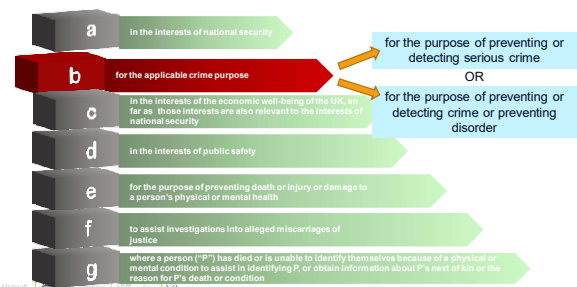 a
in the interests of national security
b
for the applicable crime purpose
for the purpose of preventing or
detecting serious crime
OR
for the purpose of preventing or
detecting crime or preventing
disorder
c
in the interests of the economic well-being of the UK, so
far as those interests are also relevant to the interests of
national security
d
in the interests of public safety
e
for the purpose of preventing death or injury or damage to
a person's physical or mental health
f
to assist investigations into alleged miscarriages of
justice
g
where a person ("P") has died or is unable to identify themselves because of a physical or
mental condition to assist in identifying P, or obtain information about P's next of kin or the
reason for P's death or condition